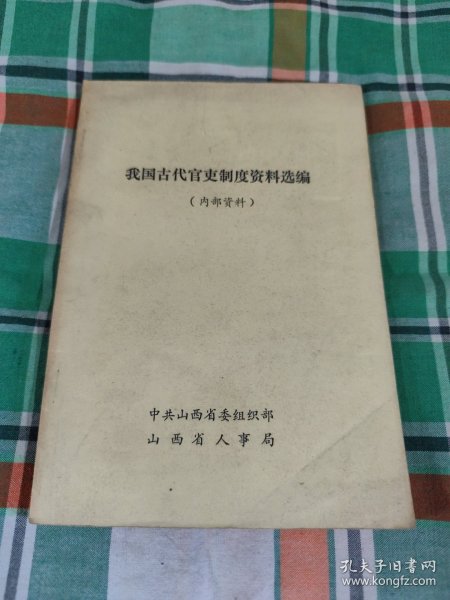 我国古代官吏制度资料选编
（内部资料）
中共山西省委组织部
山西省人事局
孔夫子旧书网
www.kongfz.com